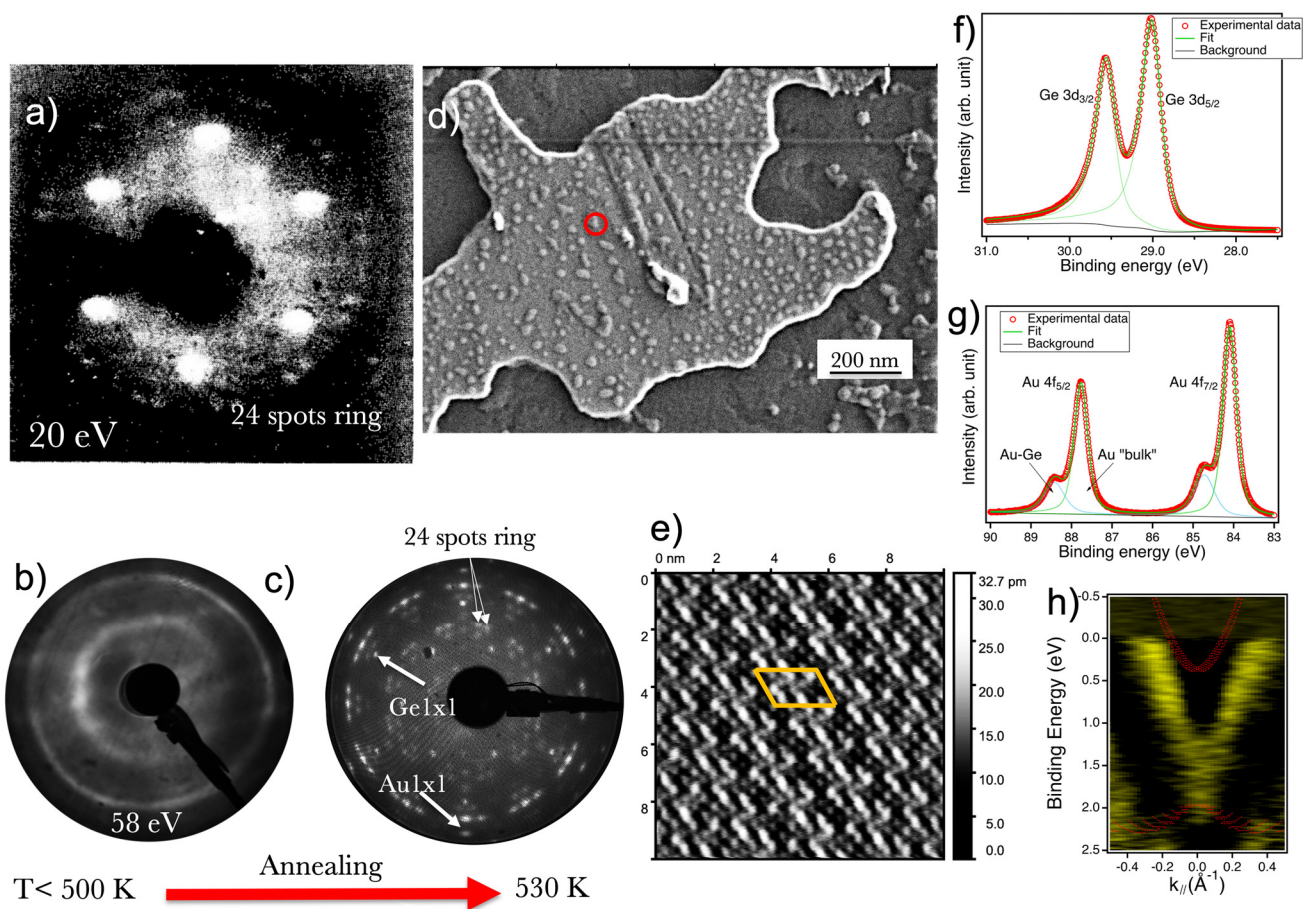 a)
24 spots ring
20 eV
d)
200 nm
f)
Experimental data
Fit
Background
Ge 3d3/2
Ge 3d5/2
Intensity (arb. unit)
31.0 30.0 29.0 28.0
Binding energy (eV)
g)
Experimental data
Fit
Background
Au 4f5/2
Au 4f7/2
Au-Ge
Au "bulk"
Intensity (arb. unit)
90 89 88 87 86 85 84 83
Binding energy (eV)
b)
58 eV
c)
24 spots ring
Ge1x1
Au1x1
T< 500 K
Annealing
530 K
e)
0 nm 2 4 6 8
0
2
4
6
8
32.7 pm
30.0
25.0
20.0
15.0
10.0
5.0
0.0
h)
Binding Energy (eV)
-0.5
0.0
0.5
1.0
1.5
2.0
2.5
-0.4 -0.2 0.0 0.2 0.4
k//(Å-1)